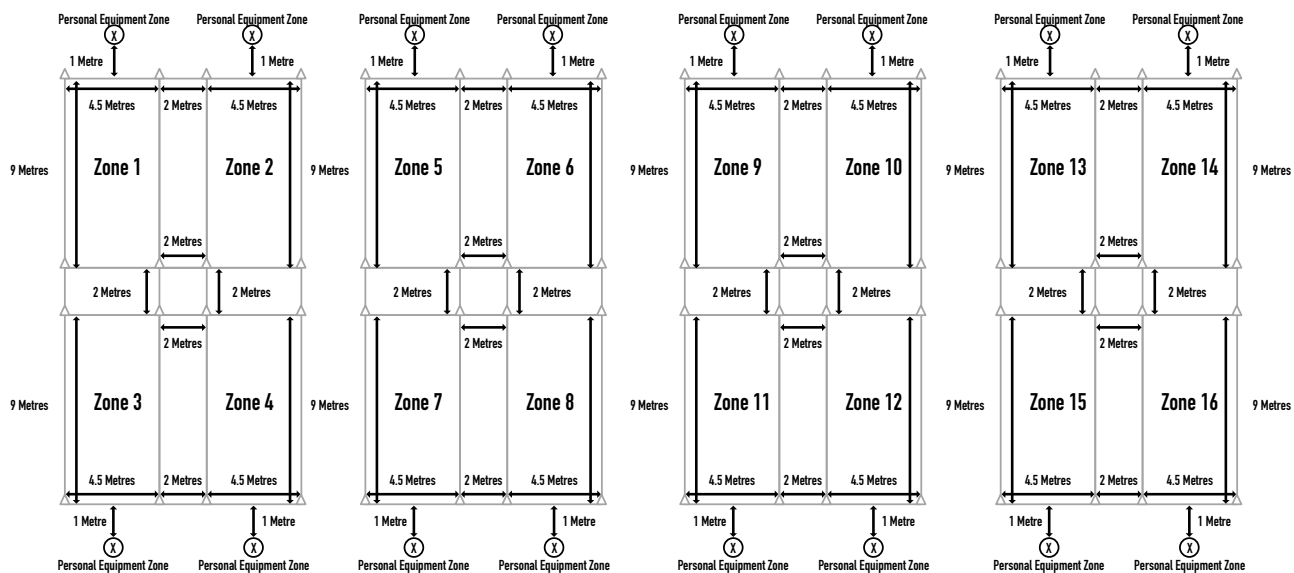 Personal Equipment Zone Personal Equipment Zone Personal Equipment Zone Personal Equipment Zone Personal Equipment Zone Personal Equipment Zone Personal Equipment Zone Personal Equipment Zone
X X X X X X X X
1 Metre 1 Metre 1 Metre 1 Metre 1 Metre 1 Metre 1 Metre 1 Metre
4.5 Metres 2 Metres 4.5 Metres 4.5 Metres 2 Metres 4.5 Metres 4.5 Metres 2 Metres 4.5 Metres 4.5 Metres 2 Metres 4.5 Metres
9 Metres Zone 1 Zone 2 9 Metres Zone 5 Zone 6 9 Metres Zone 9 Zone 10 9 Metres Zone 13 Zone 14 9 Metres
2 Metres 2 Metres 2 Metres 2 Metres
2 Metres 2 Metres 2 Metres 2 Metres 2 Metres 2 Metres 2 Metres 2 Metres
2 Metres 2 Metres 2 Metres 2 Metres
9 Metres Zone 3 Zone 4 9 Metres Zone 7 Zone 8 9 Metres Zone 11 Zone 12 9 Metres Zone 15 Zone 16 9 Metres
4.5 Metres 2 Metres 4.5 Metres 4.5 Metres 2 Metres 4.5 Metres 4.5 Metres 2 Metres 4.5 Metres 4.5 Metres 2 Metres 4.5 Metres
1 Metre 1 Metre 1 Metre 1 Metre 1 Metre 1 Metre 1 Metre 1 Metre
X X X X X X X X
Personal Equipment Zone Personal Equipment Zone Personal Equipment Zone Personal Equipment Zone Personal Equipment Zone Personal Equipment Zone Personal Equipment Zone Personal Equipment Zone